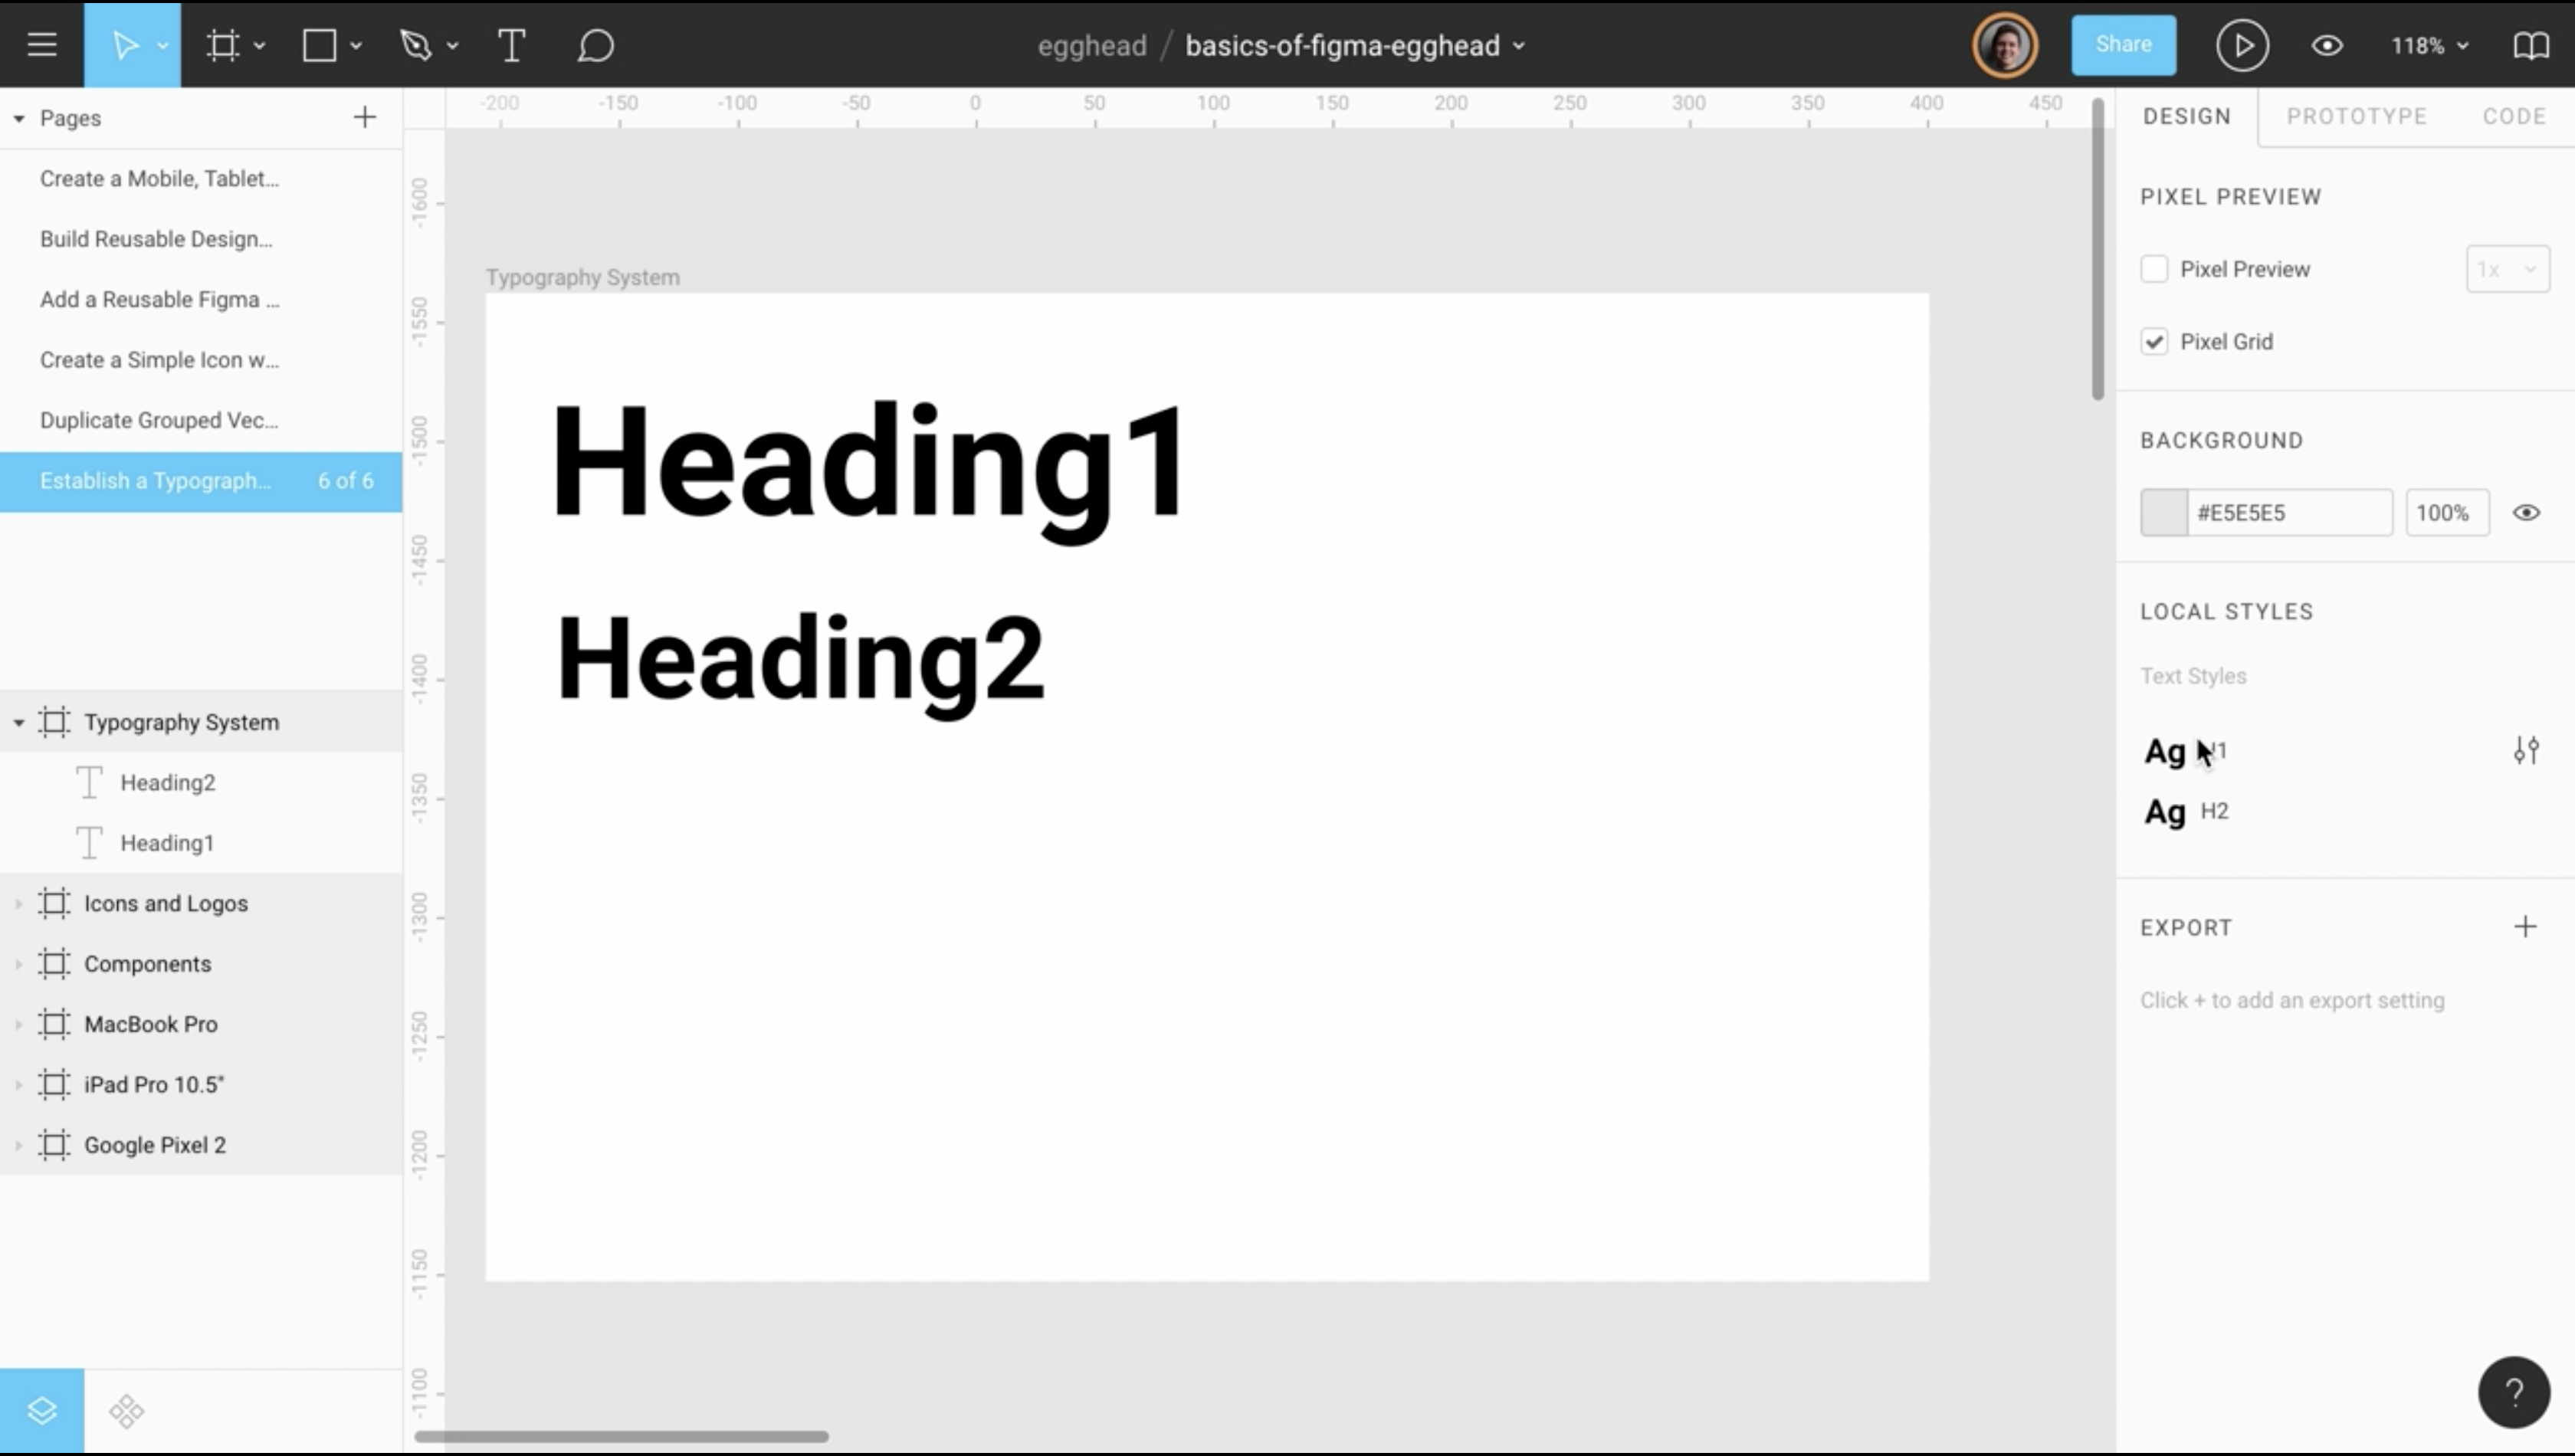 egghead / basics-of-figma-egghead
Share
118%
Pages
Create a Mobile, Tablet...
Build Reusable Design...
Add a Reusable Figma ...
Create a Simple Icon w...
Duplicate Grouped Vec...
Establish a Typograph... 6 of 6
Typography System
Heading2
Heading1
Icons and Logos
Components
MacBook Pro
iPad Pro 10.5"
Google Pixel 2
-200 -150 -100 -50 0 50 100 150 200 250 300 350 400 450
-1600
-1550
-1500
-1450
-1400
-1350
-1300
-1250
-1200
-1150
-1100
Typography System
Heading1
Heading2
DESIGN PROTOTYPE CODE
PIXEL PREVIEW
Pixel Preview 1x
Pixel Grid
BACKGROUND
#E5E5E5 100%
LOCAL STYLES
Text Styles
Ag
Ag H2
EXPORT
Click + to add an export setting
?